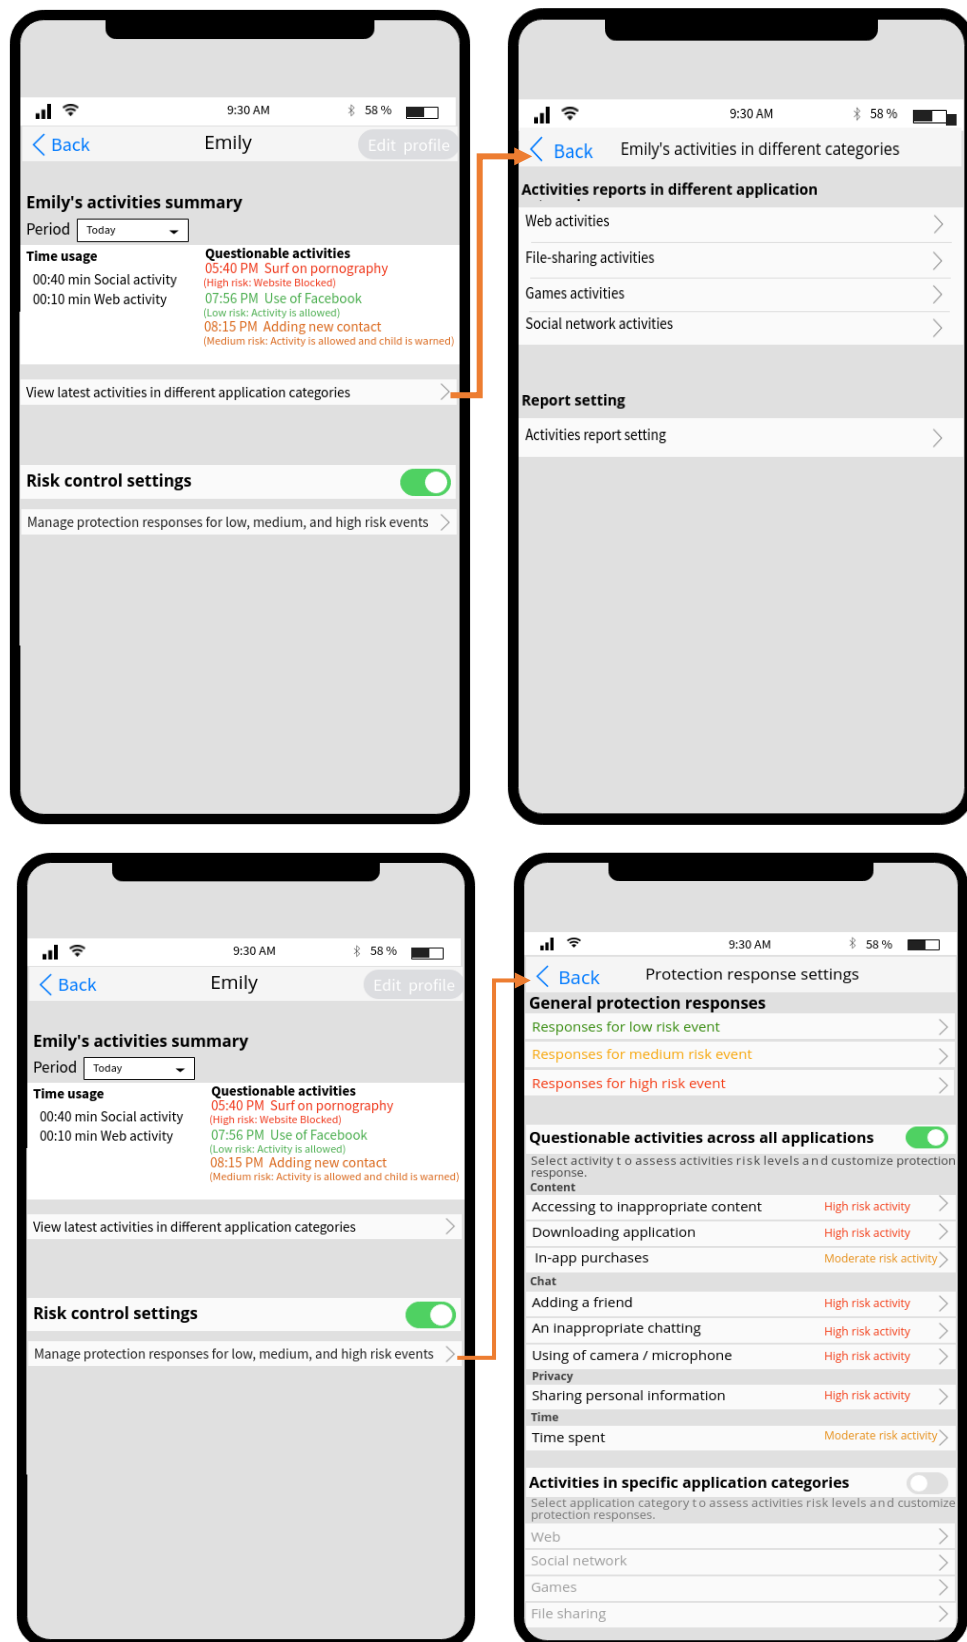 9:30 AM 58 %
Back Emily Edit profile
Emily's activities summary
Period Today
Time usage
00:40 min Social activity
00:10 min Web activity
Questionable activities
05:40 PM Surf on pornography
(High risk: Website Blocked)
07:56 PM Use of Facebook
(Low risk: Activity is allowed)
08:15 PM Adding new contact
(Medium risk: Activity is allowed and child is warned)
View latest activities in different application categories
Risk control settings
Manage protection responses for low, medium, and high risk events
9:30 AM 58 %
Back Emily's activities in different categories
Activities reports in different application
Web activities
File-sharing activities
Games activities
Social network activities
Report setting
Activities report setting
9:30 AM 58 %
Back Emily Edit profile
Emily's activities summary
Period Today
Time usage
00:40 min Social activity
00:10 min Web activity
Questionable activities
05:40 PM Surf on pornography
(High risk: Website Blocked)
07:56 PM Use of Facebook
(Low risk: Activity is allowed)
08:15 PM Adding new contact
(Medium risk: Activity is allowed and child is warned)
View latest activities in different application categories
Risk control settings
Manage protection responses for low, medium, and high risk events
9:30 AM 58 %
Back Protection response settings
General protection responses
Responses for low risk event
Responses for medium risk event
Responses for high risk event
Questionable activities across all applications
Select activity to assess activities risk levels and customize protection
response.
Content
Accessing to inappropriate content High risk activity
Downloading application High risk activity
In-app purchases Moderate risk activity
Chat
Adding a friend High risk activity
An inappropriate chatting High risk activity
Using of camera / microphone High risk activity
Privacy
Sharing personal information High risk activity
Time
Time spent Moderate risk activity
Activities in specific application categories
Select application category to assess activities risk levels and customize
protection responses.
Web
Social network
Games
File sharing